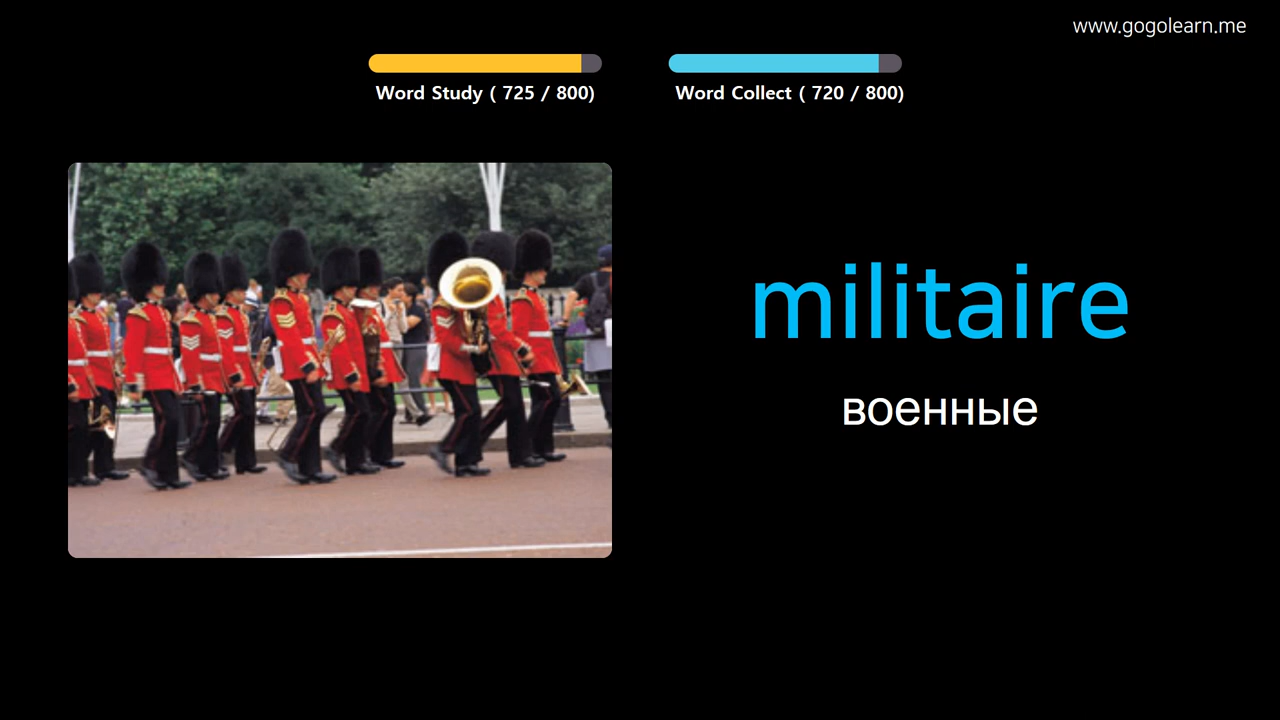 www.gogolearn.me
Word Study ( 725 / 800)
Word Collect ( 720 / 800)
militaire
военные